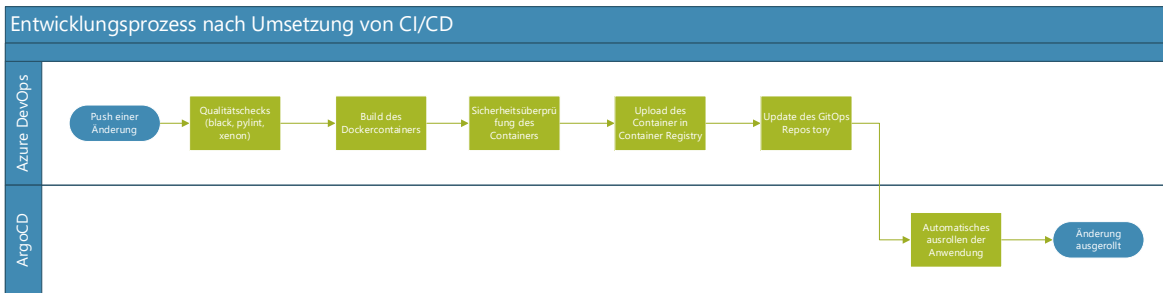 Entwicklungsprozess nach Umsetzung von CI/CD
Azure DevOps
Push einer
Änderung
Qualitätschecks
(black, pylint,
xenon)
Build des
Dockercontainers
Sicherheitsüberprü
fung des
Containers
Upload des
Container in
Container Registry
Update des GitOps
Repository
ArgoCD
Automatisches
ausrollen der
Anwendung
Änderung
ausgerollt